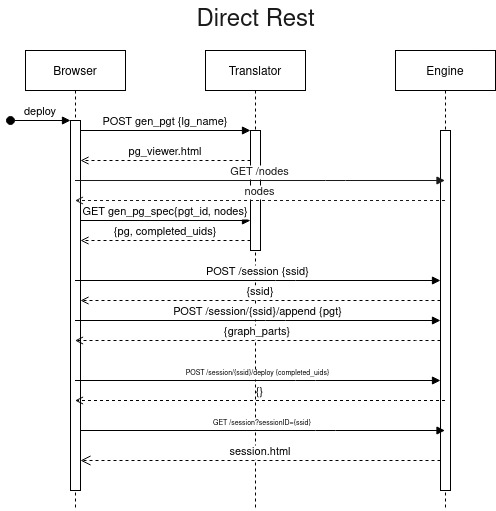 Direct Rest
Browser
Translator
Engine
deploy
POST gen_pgt {lg_name}
pg_viewer.html
GET /nodes
nodes
GET gen_pg_spec{pgt_id, nodes}
{pg, completed_uids}
POST /session {ssid}
{ssid}
POST /session/{ssid}/append {pgt}
{graph_parts}
POST /session/{ssid}/deploy {completed_uids}
{}
GET /session?sessionID={ssid}
session.html